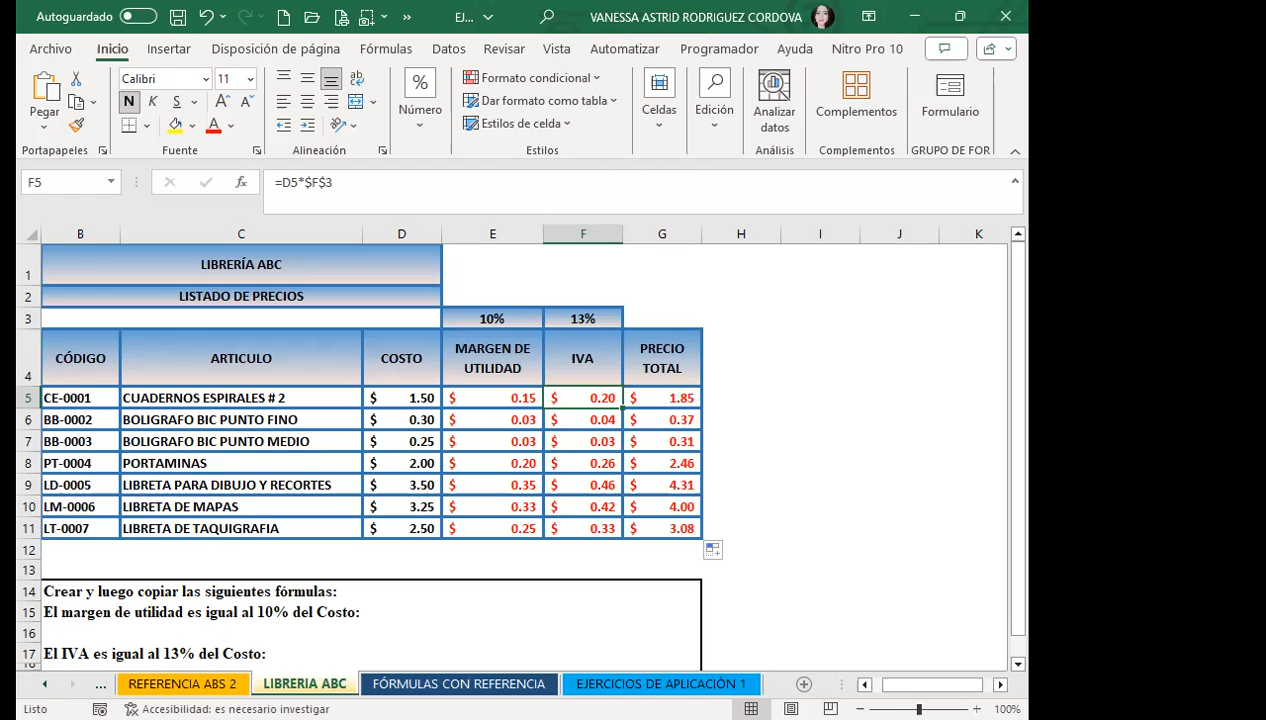 Autoguardado EJ... VANESSA ASTRID RODRIGUEZ CORDOVA
Archivo Inicio Insertar Disposición de página Fórmulas Datos Revisar Vista Automatizar Programador Ayuda Nitro Pro 10
Pegar
Portapapeles
Calibri 11
N K S
Fuente
Alineación
Número
Formato condicional
Dar formato como tabla
Estilos de celda
Estilos
Celdas
Edición
Analizar
datos
Análisis
Complementos
Complementos
Formulario
GRUPO DE FOR
F5 fx =D5*$F$3
B C D E F G H I J K
1 LIBRERÍA ABC
2 LISTADO DE PRECIOS
3 10% 13%
4 CÓDIGO ARTICULO COSTO MARGEN DE UTILIDAD IVA PRECIO TOTAL
5 CE-0001 CUADERNOS ESPIRALES # 2 $ 1.50 $ 0.15 $ 0.20 $ 1.85
6 BB-0002 BOLIGRAFO BIC PUNTO FINO $ 0.30 $ 0.03 $ 0.04 $ 0.37
7 BB-0003 BOLIGRAFO BIC PUNTO MEDIO $ 0.25 $ 0.03 $ 0.03 $ 0.31
8 PT-0004 PORTAMINAS $ 2.00 $ 0.20 $ 0.26 $ 2.46
9 LD-0005 LIBRETA PARA DIBUJO Y RECORTES $ 3.50 $ 0.35 $ 0.46 $ 4.31
10 LM-0006 LIBRETA DE MAPAS $ 3.25 $ 0.33 $ 0.42 $ 4.00
11 LT-0007 LIBRETA DE TAQUIGRAFIA $ 2.50 $ 0.25 $ 0.33 $ 3.08
12
13
14 Crear y luego copiar las siguientes fórmulas:
15 El margen de utilidad es igual al 10% del Costo:
16
17 El IVA es igual al 13% del Costo:
18
... REFERENCIA ABS 2 LIBRERIA ABC FÓRMULAS CON REFERENCIA EJERCICIOS DE APLICACIÒN 1
Listo Accesibilidad: es necesario investigar 100%